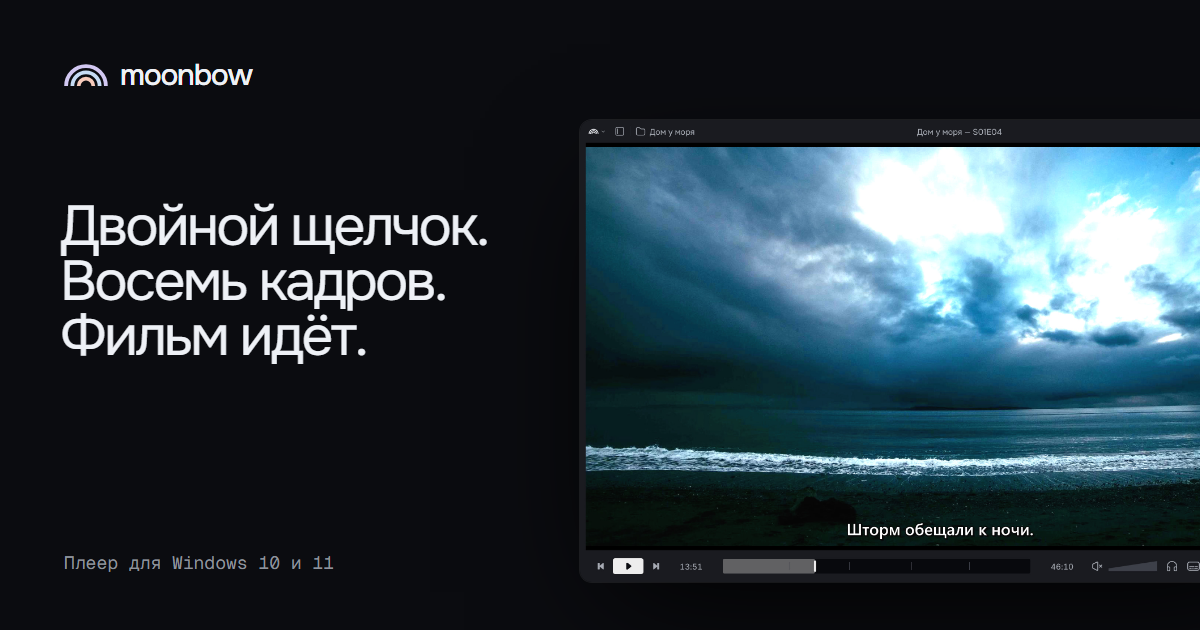 moonbow
Двойной щелчок.
Восемь кадров.
Фильм идёт.
Плеер для Windows 10 и 11
Дом у моря
Дом у моря — S01E04
Шторм обещали к ночи.
13:51
46:10